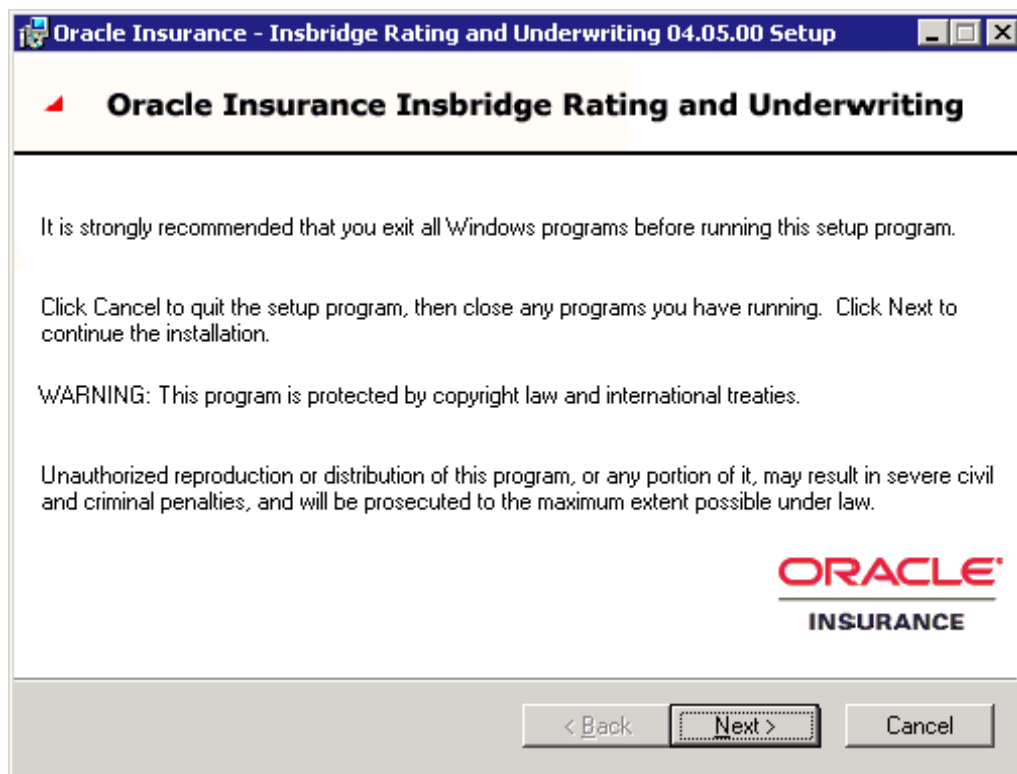 Oracle Insurance - Insbridge Rating and Underwriting 04.05.00 Setup
Oracle Insurance Insbridge Rating and Underwriting
It is strongly recommended that you exit all Windows programs before running this setup program.
Click Cancel to quit the setup program, then close any programs you have running.  Click Next to
continue the installation.
WARNING: This program is protected by copyright law and international treaties.
Unauthorized reproduction or distribution of this program, or any portion of it, may result in severe civil
and criminal penalties, and will be prosecuted to the maximum extent possible under law.
ORACLE
INSURANCE
< Back Next > Cancel